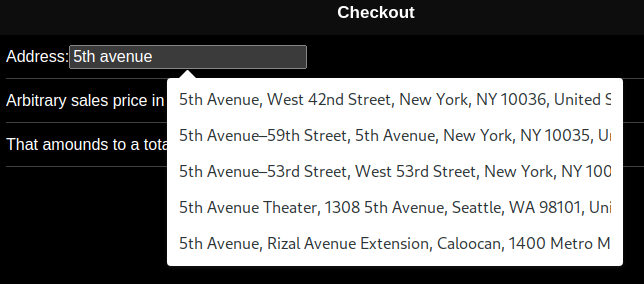 Checkout
Address: 5th avenue
5th Avenue, West 42nd Street, New York, NY 10036, United S
Arbitrary sales price in
5th Avenue–59th Street, 5th Avenue, New York, NY 10035, Un
That amounds to a tota
5th Avenue–53rd Street, West 53rd Street, New York, NY 100
5th Avenue Theater, 1308 5th Avenue, Seattle, WA 98101, Uni
5th Avenue, Rizal Avenue Extension, Caloocan, 1400 Metro M